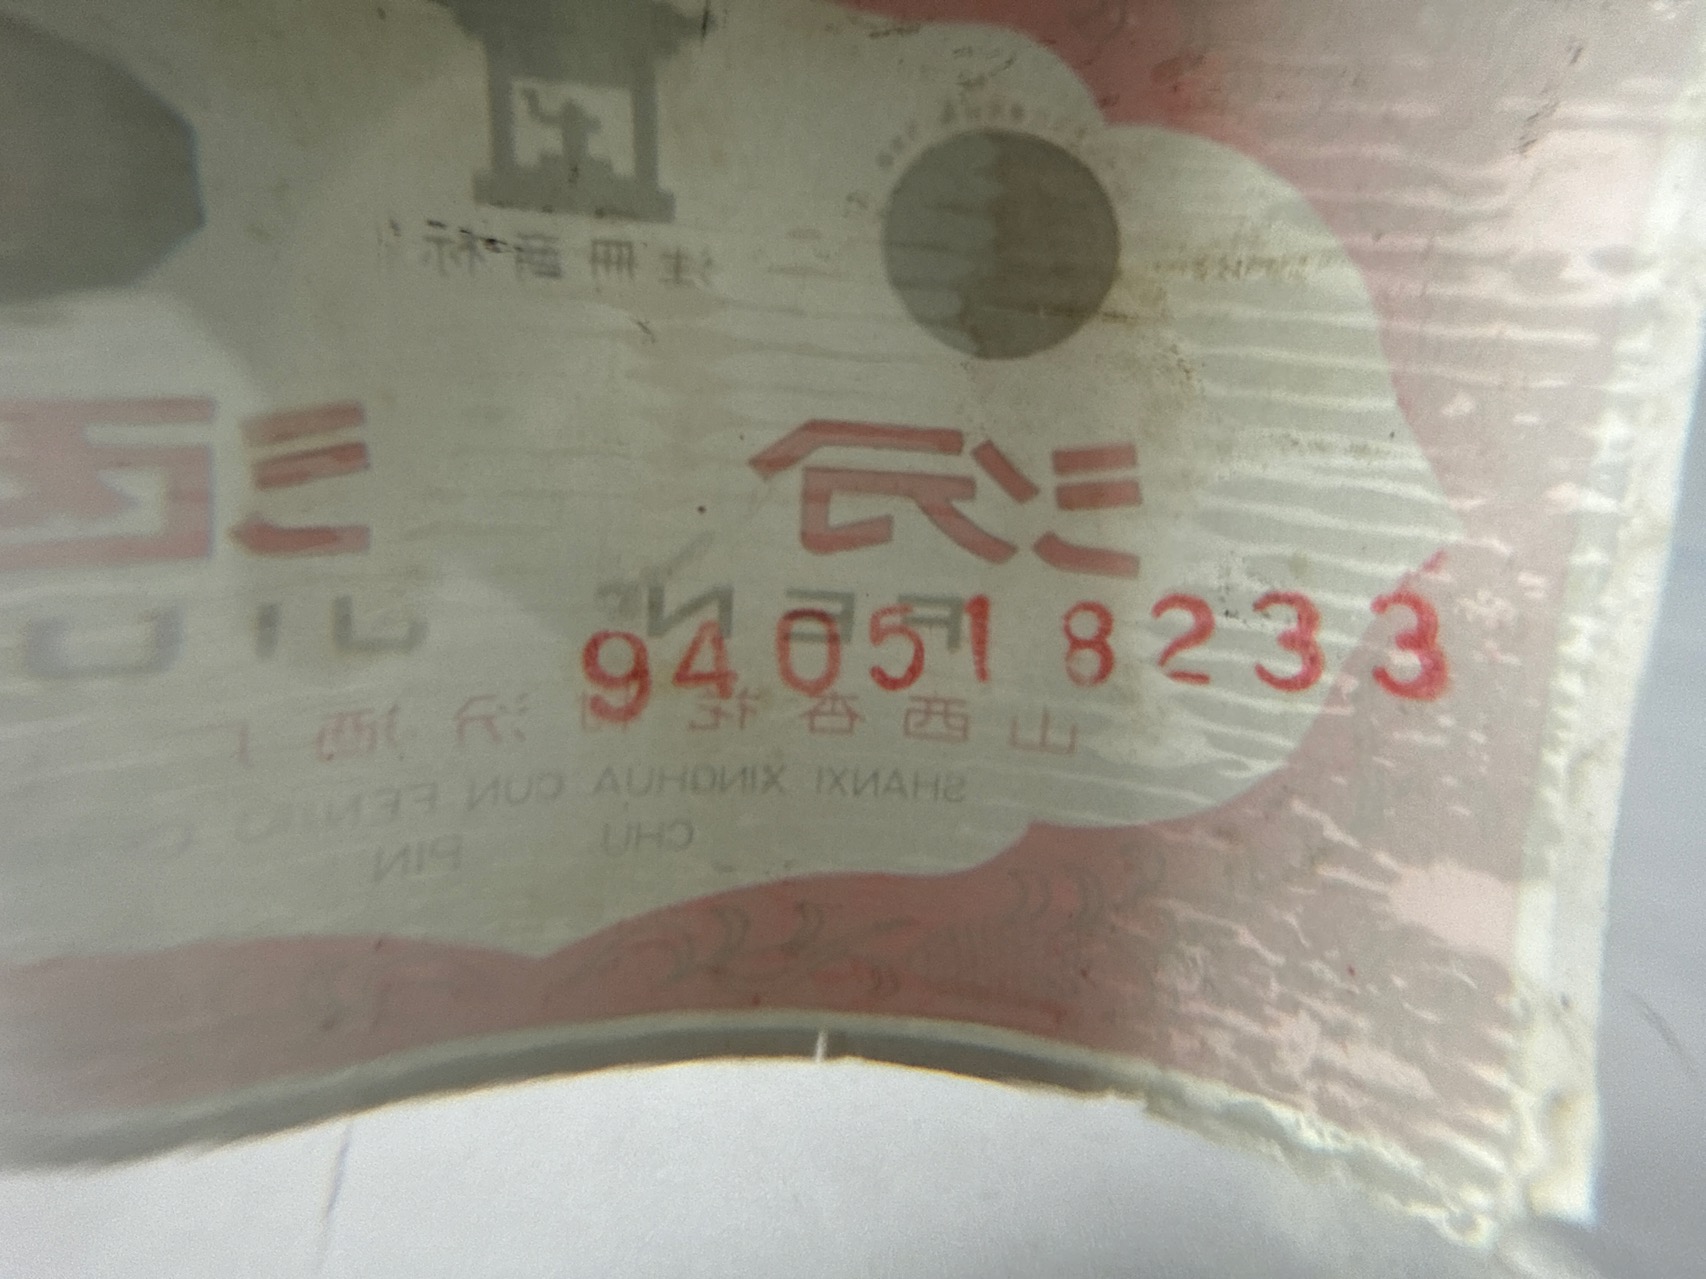 注册商标
汾酒
FEN JIU
940518233
山西杏花村汾酒厂
SHANXI XINGHUA CUN FENJIU
CHU PIN